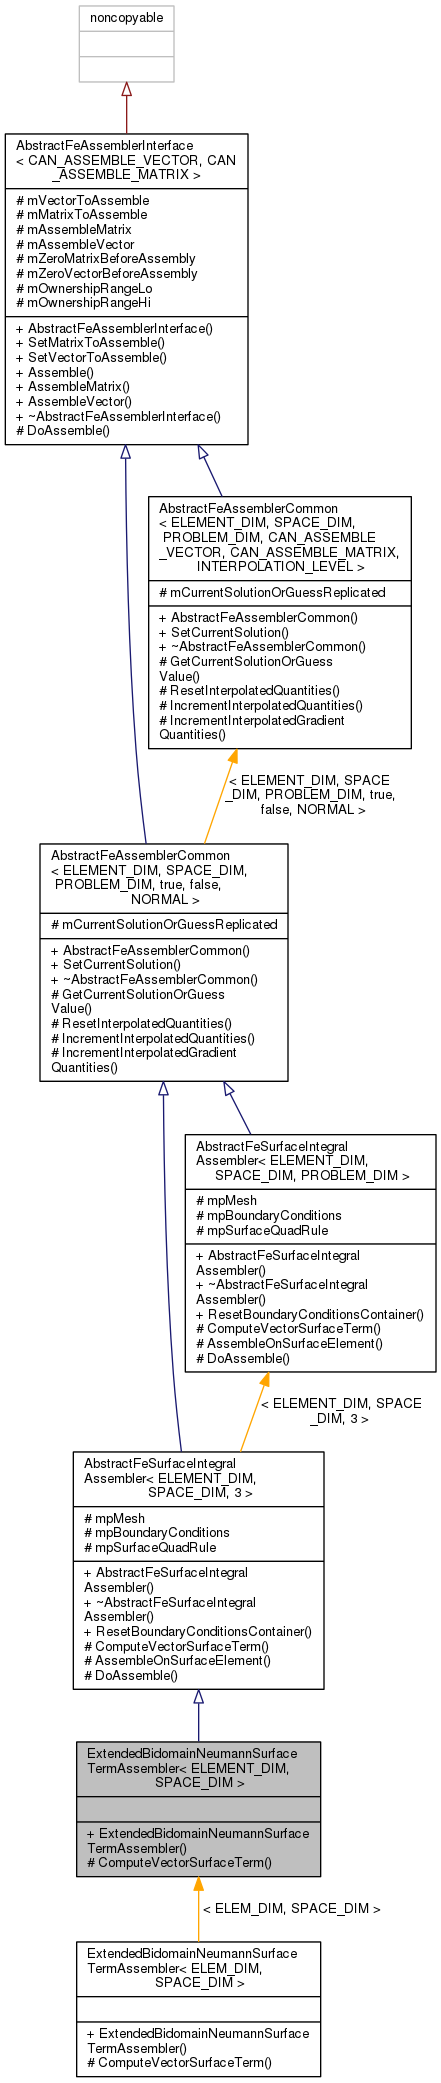 noncopyable
AbstractFeAssemblerInterface
< CAN_ASSEMBLE_VECTOR, CAN
_ASSEMBLE_MATRIX >
# mVectorToAssemble
# mMatrixToAssemble
# mAssembleMatrix
# mAssembleVector
# mZeroMatrixBeforeAssembly
# mZeroVectorBeforeAssembly
# mOwnershipRangeLo
# mOwnershipRangeHi
+ AbstractFeAssemblerInterface()
+ SetMatrixToAssemble()
+ SetVectorToAssemble()
+ Assemble()
+ AssembleMatrix()
+ AssembleVector()
+ ~AbstractFeAssemblerInterface()
# DoAssemble()
AbstractFeAssemblerCommon
< ELEMENT_DIM, SPACE_DIM,
PROBLEM_DIM, CAN_ASSEMBLE
_VECTOR, CAN_ASSEMBLE_MATRIX,
INTERPOLATION_LEVEL >
# mCurrentSolutionOrGuessReplicated
+ AbstractFeAssemblerCommon()
+ SetCurrentSolution()
+ ~AbstractFeAssemblerCommon()
# GetCurrentSolutionOrGuess
Value()
# ResetInterpolatedQuantities()
# IncrementInterpolatedQuantities()
# IncrementInterpolatedGradient
Quantities()
< ELEMENT_DIM, SPACE
_DIM, PROBLEM_DIM, true,
false, NORMAL >
AbstractFeAssemblerCommon
< ELEMENT_DIM, SPACE_DIM,
PROBLEM_DIM, true, false,
NORMAL >
# mCurrentSolutionOrGuessReplicated
+ AbstractFeAssemblerCommon()
+ SetCurrentSolution()
+ ~AbstractFeAssemblerCommon()
# GetCurrentSolutionOrGuess
Value()
# ResetInterpolatedQuantities()
# IncrementInterpolatedQuantities()
# IncrementInterpolatedGradient
Quantities()
AbstractFeSurfaceIntegral
Assembler< ELEMENT_DIM,
SPACE_DIM, PROBLEM_DIM >
# mpMesh
# mpBoundaryConditions
# mpSurfaceQuadRule
+ AbstractFeSurfaceIntegral
Assembler()
+ ~AbstractFeSurfaceIntegral
Assembler()
+ ResetBoundaryConditionsContainer()
# ComputeVectorSurfaceTerm()
# AssembleOnSurfaceElement()
# DoAssemble()
< ELEMENT_DIM, SPACE
_DIM, 3 >
AbstractFeSurfaceIntegral
Assembler< ELEMENT_DIM,
SPACE_DIM, 3 >
# mpMesh
# mpBoundaryConditions
# mpSurfaceQuadRule
+ AbstractFeSurfaceIntegral
Assembler()
+ ~AbstractFeSurfaceIntegral
Assembler()
+ ResetBoundaryConditionsContainer()
# ComputeVectorSurfaceTerm()
# AssembleOnSurfaceElement()
# DoAssemble()
ExtendedBidomainNeumannSurface
TermAssembler< ELEMENT_DIM,
SPACE_DIM >
+ ExtendedBidomainNeumannSurface
TermAssembler()
# ComputeVectorSurfaceTerm()
< ELEM_DIM, SPACE_DIM >
ExtendedBidomainNeumannSurface
TermAssembler< ELEM_DIM,
SPACE_DIM >
+ ExtendedBidomainNeumannSurface
TermAssembler()
# ComputeVectorSurfaceTerm()